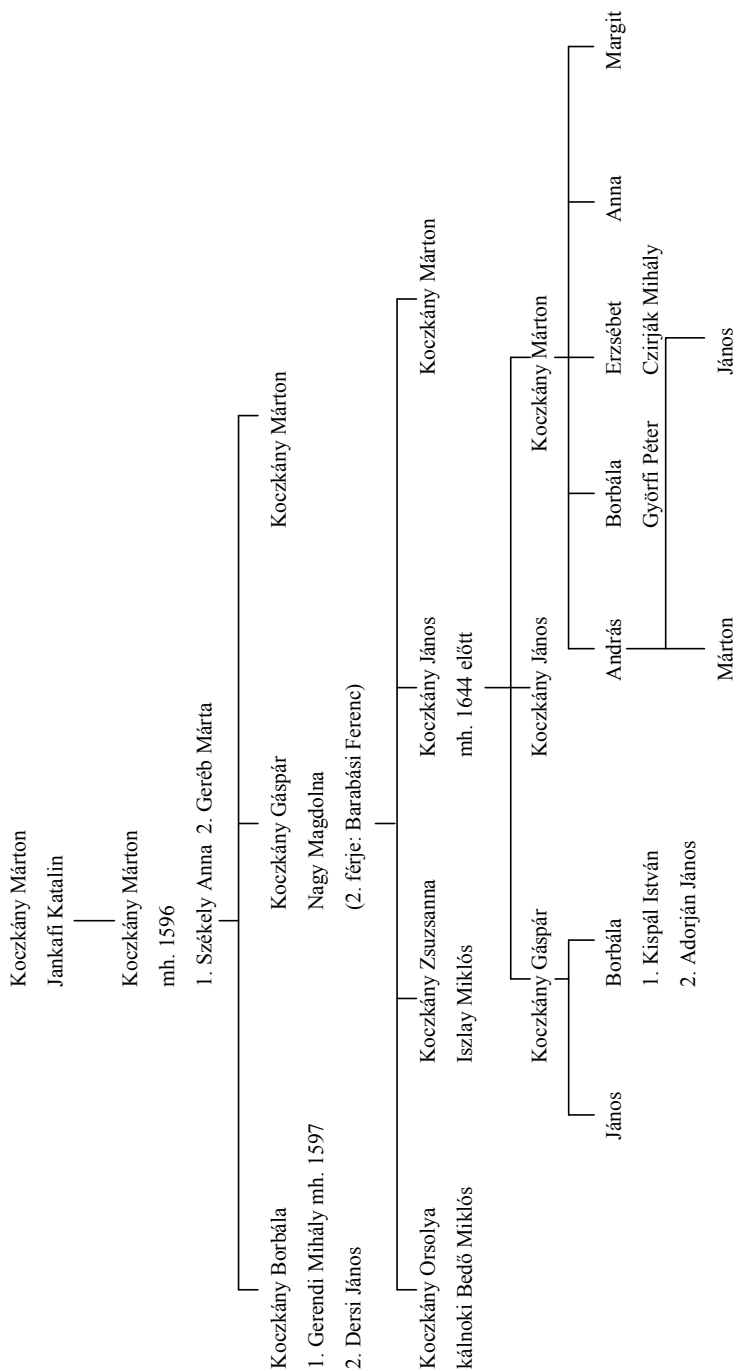 Koczkány Márton
Jankafi Katalin
Koczkány Márton
mh. 1596
1. Székely Anna 2. Geréb Márta
Koczkány Borbála
1. Gerendi Mihály mh. 1597
2. Dersi János
Koczkány Gáspár
Nagy Magdolna
(2. férje: Barabási Ferenc)
Koczkány Márton
Koczkány Orsolya
kálnoki Bedő Miklós
Koczkány Zsuzsanna
Iszlay Miklós
Koczkány János
mh. 1644 előtt
Koczkány Márton
Koczkány Gáspár
Koczkány János
Koczkány Márton
János
Borbála
1. Kispál István
2. Adorján János
András
Borbála
Györfi Péter
Erzsébet
Czirják Mihály
Anna
Margit
Márton
János